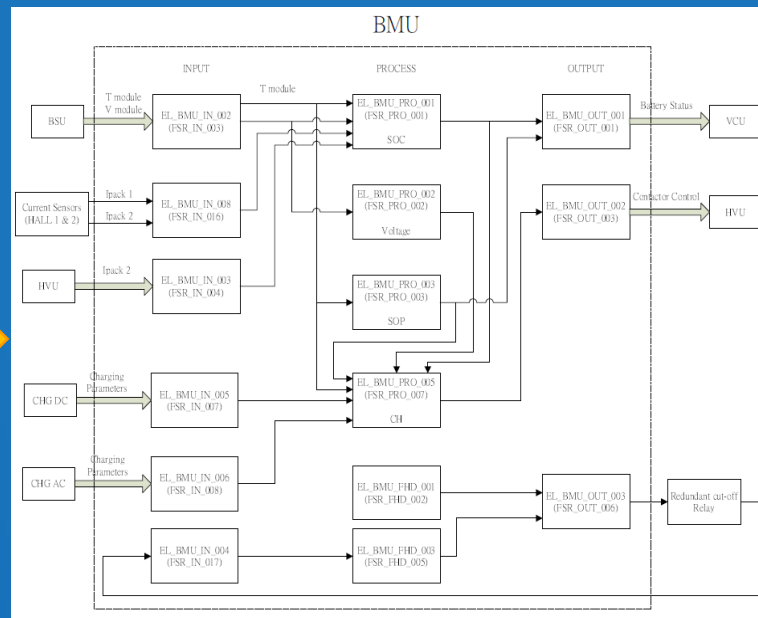 BMU
INPUT
PROCESS
OUTPUT
T module
V module
T module
BSU
EL_BMU_IN_002
(FSR_IN_003)
EL_BMU_PRO_001
(FSR_PRO_001)
SOC
EL_BMU_OUT_001
(FSR_OUT_001)
Battery Status
VCU
Current Sensors
(HALL 1 & 2)
Ipack 1
Ipack 2
EL_BMU_IN_008
(FSR_IN_016)
EL_BMU_PRO_002
(FSR_PRO_002)
Voltage
EL_BMU_OUT_002
(FSR_OUT_003)
Contactor Control
HVU
HVU
Ipack 2
EL_BMU_IN_003
(FSR_IN_004)
EL_BMU_PRO_003
(FSR_PRO_003)
SOP
CHG DC
Charging
Parameters
EL_BMU_IN_005
(FSR_IN_007)
EL_BMU_PRO_005
(FSR_PRO_007)
CH
CHG AC
Charging
Parameters
EL_BMU_IN_006
(FSR_IN_008)
EL_BMU_FHD_001
(FSR_FHD_002)
EL_BMU_OUT_003
(FSR_OUT_006)
Redundant cut-off
Relay
EL_BMU_IN_004
(FSR_IN_017)
EL_BMU_FHD_003
(FSR_FHD_005)